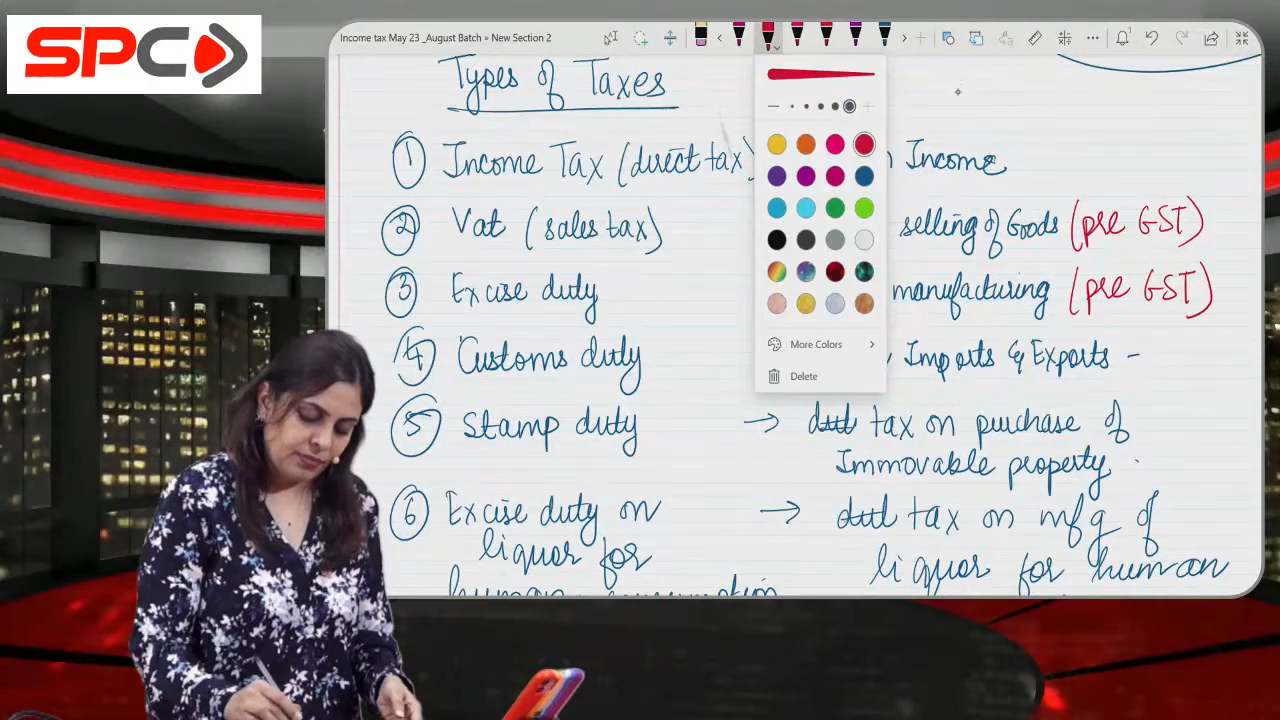 SPC
Income tax May 23 _August Batch » New Section 2
Types of Taxes
1 Income Tax (direct tax) Income
2 Vat (sales tax) selling of Goods (pre GST)
3 Excise duty manufacturing (pre GST)
4 Customs duty Imports & Exports -
5 Stamp duty → tax on purchase of
Immovable property
6 Excise duty on → tax on mfg of
liquor for liquor for human
human consumption
More Colors
Delete